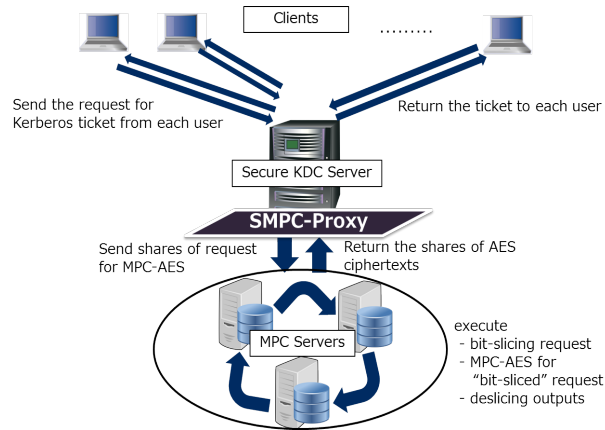 Clients
.........
Send the request for
Kerberos ticket from each user
Return the ticket to each user
Secure KDC Server
SMPC-Proxy
Send shares of request
for MPC-AES
Return the shares of AES
ciphertexts
MPC Servers
execute
- bit-slicing request
- MPC-AES for
“bit-sliced” request
- deslicing outputs